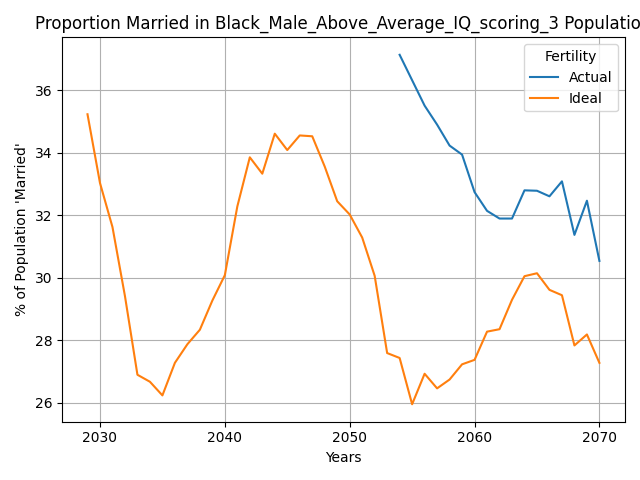 Proportion Married in Black_Male_Above_Average_IQ_scoring_3 Populatio
Fertility
Actual
Ideal
% of Population 'Married'
36
34
32
30
28
26
2030 2040 2050 2060 2070
Years